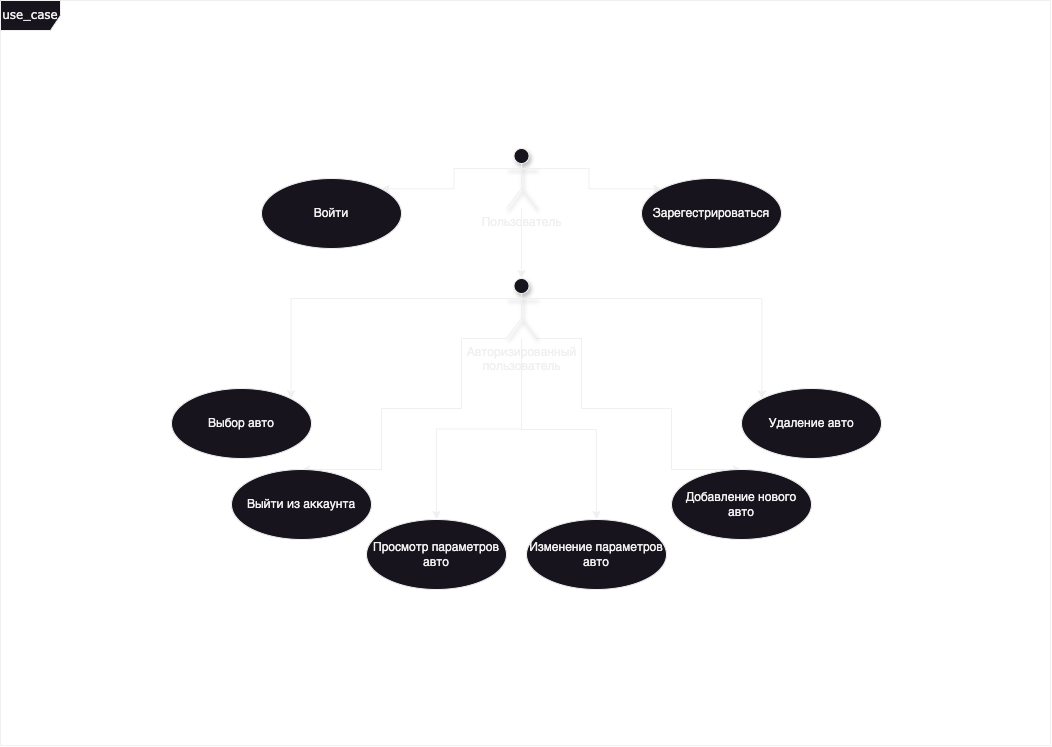 use_case
Войти
Зарегестрироваться
Пользователь
Авторизированный
пользователь
Выбор авто
Удаление авто
Выйти из аккаунта
Добавление нового
авто
Просмотр параметров
авто
Изменение параметров
авто